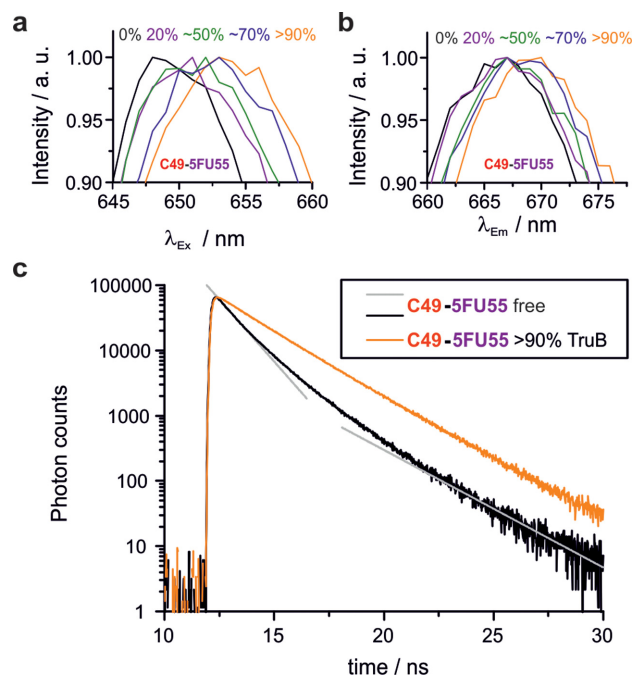 a
0% 20% ~50% ~70% >90%
Intensity / a. u.
1.00
0.95
0.90
C49-5FU55
645 650 655 660
λEx / nm
b
0% 20% ~50% ~70% >90%
Intensity / a. u.
1.00
0.95
0.90
C49-5FU55
660 665 670 675
λEm / nm
c
Photon counts
100000
10000
1000
100
10
1
C49-5FU55 free
C49-5FU55 >90% TruB
10 15 20 25 30
time / ns